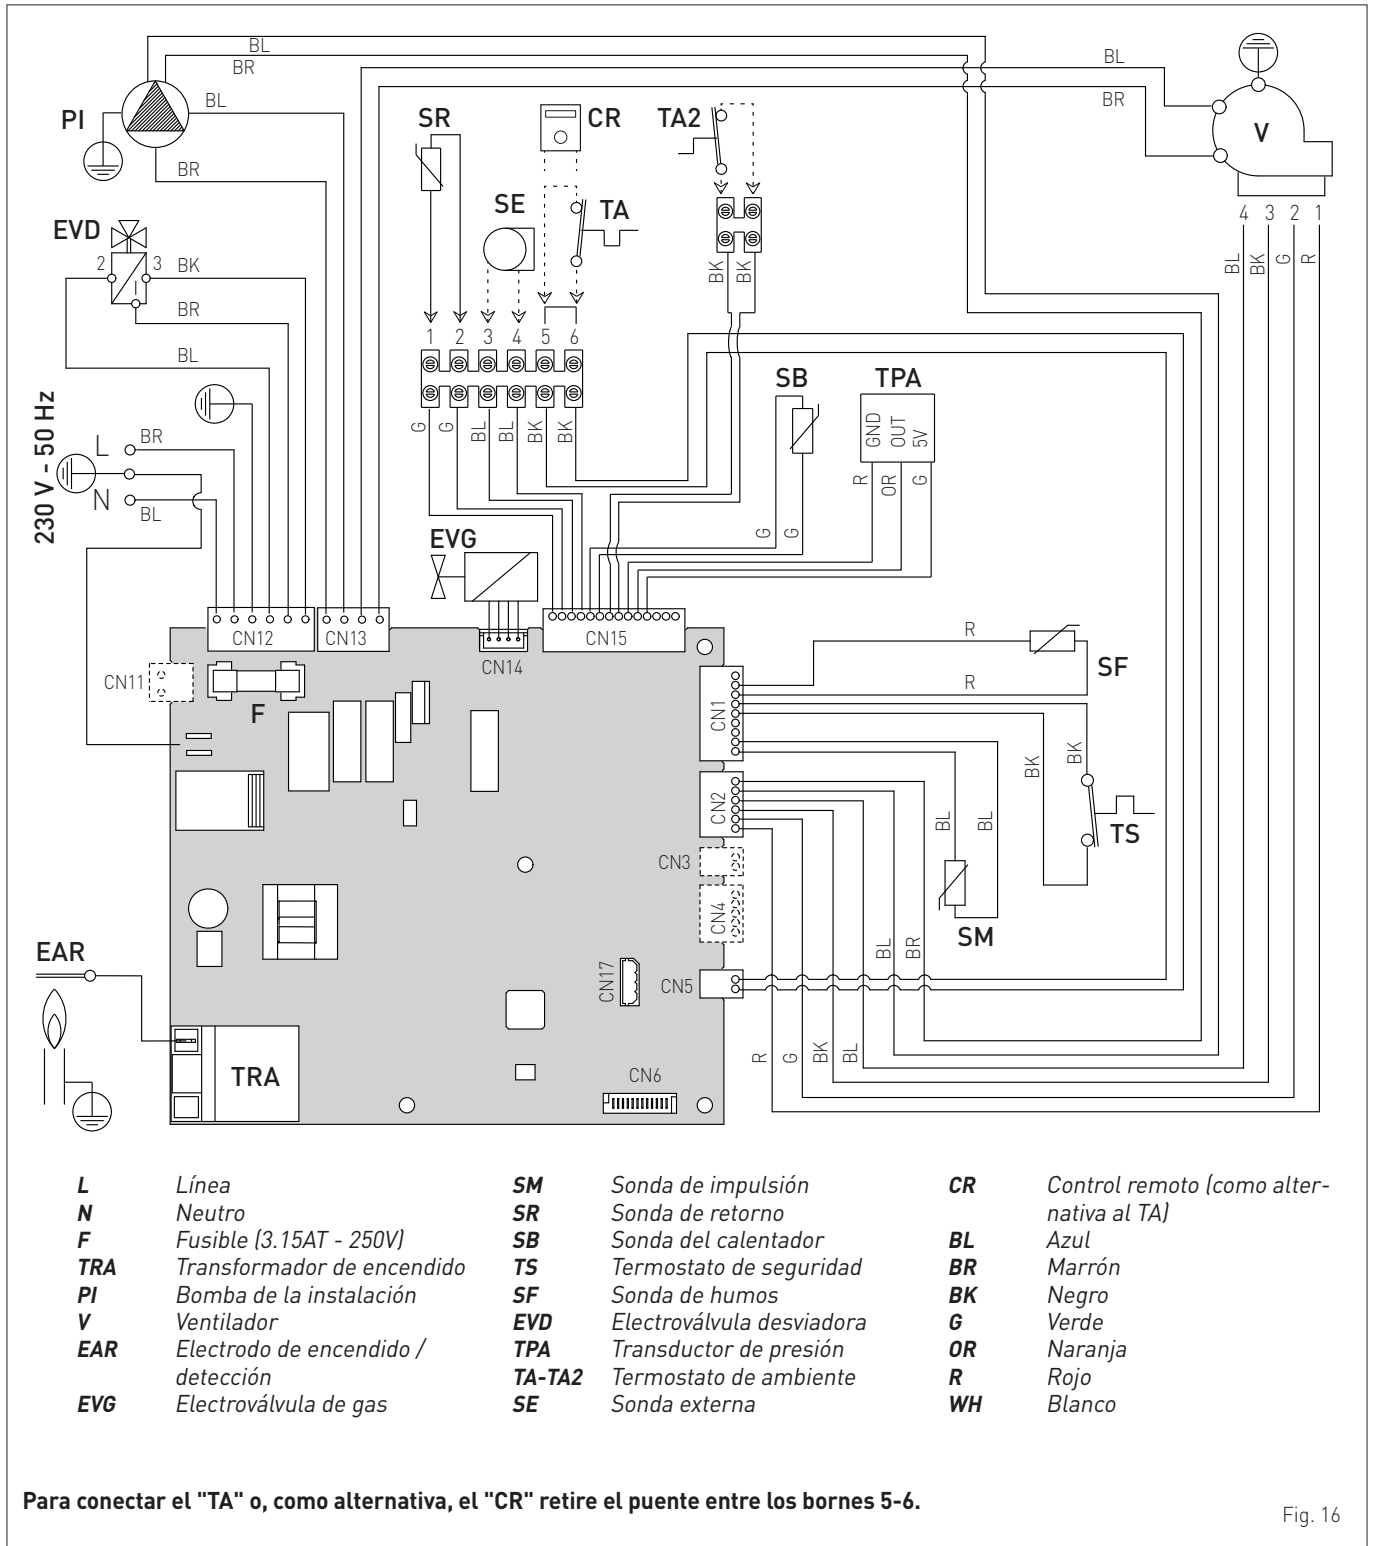 BL
BR
BL
BR
PI
BL
BR
SR
CR
TA2
V
SE
TA
EVD
2
3
BK
BR
BL
4 3 2 1
BL
BK
G
R
BK
BK
1 2 3 4 5 6
G
G
BL
BL
BK
BK
SB
TPA
GND
OUT
5V
R
OR
G
G
G
230 V - 50 Hz
L
BR
N
BL
EVG
CN12
CN13
CN14
CN15
CN11
F
R
SF
R
CN1
BK
BK
CN2
BL
BL
TS
CN3
CN4
SM
BL
BR
EAR
CN17
CN5
R
G
BK
BL
TRA
CN6
L Línea
N Neutro
F Fusible (3.15AT - 250V)
TRA Transformador de encendido
PI Bomba de la instalación
V Ventilador
EAR Electrodo de encendido /
detección
EVG Electroválvula de gas
SM Sonda de impulsión
SR Sonda de retorno
SB Sonda del calentador
TS Termostato de seguridad
SF Sonda de humos
EVD Electroválvula desviadora
TPA Transductor de presión
TA-TA2 Termostato de ambiente
SE Sonda externa
CR Control remoto (como alter-
nativa al TA)
BL Azul
BR Marrón
BK Negro
G Verde
OR Naranja
R Rojo
WH Blanco
Para conectar el "TA" o, como alternativa, el "CR" retire el puente entre los bornes 5-6.
Fig. 16